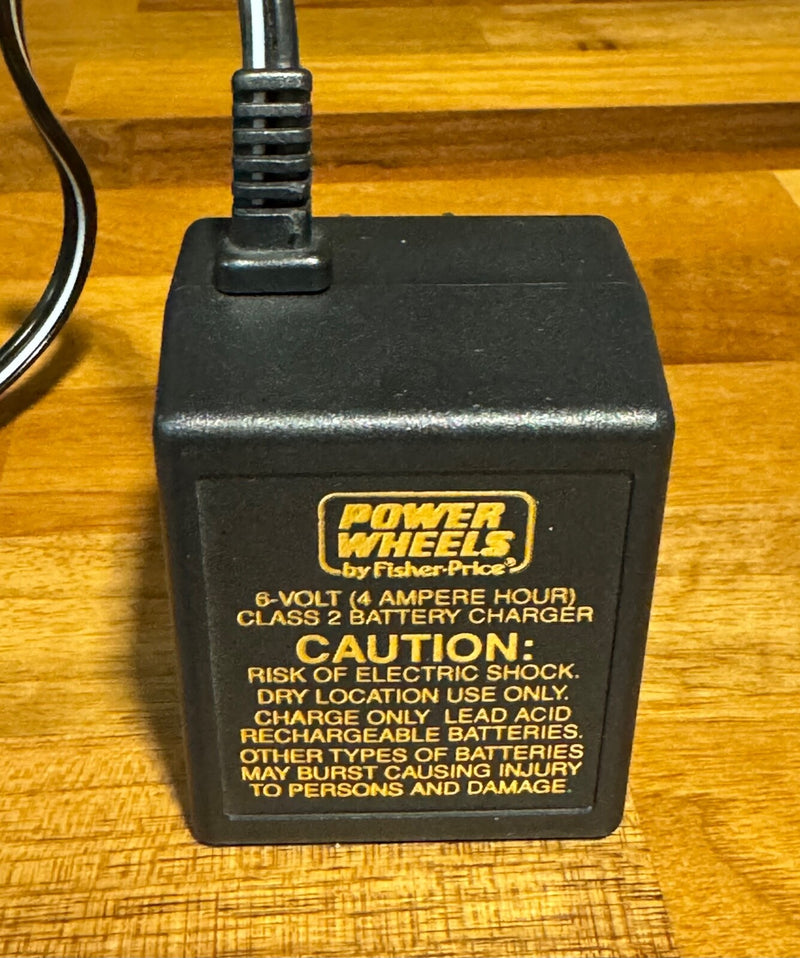 POWER
WHEELS
by Fisher-Price®
6-VOLT (4 AMPERE HOUR)
CLASS 2 BATTERY CHARGER
CAUTION:
RISK OF ELECTRIC SHOCK.
DRY LOCATION USE ONLY.
CHARGE ONLY LEAD ACID
RECHARGEABLE BATTERIES.
OTHER TYPES OF BATTERIES
MAY BURST CAUSING INJURY
TO PERSONS AND DAMAGE.